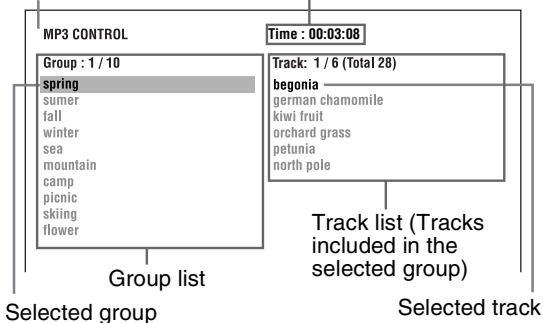 MP3 CONTROL
Time : 00:03:08
Group : 1 / 10
spring
sumer
fall
winter
sea
mountain
camp
picnic
skiing
flower
Track: 1 / 6 (Total 28)
begonia
german chamomile
kiwi fruit
orchard grass
petunia
north pole
Track list (Tracks
included in the
selected group)
Group list
Selected group
Selected track